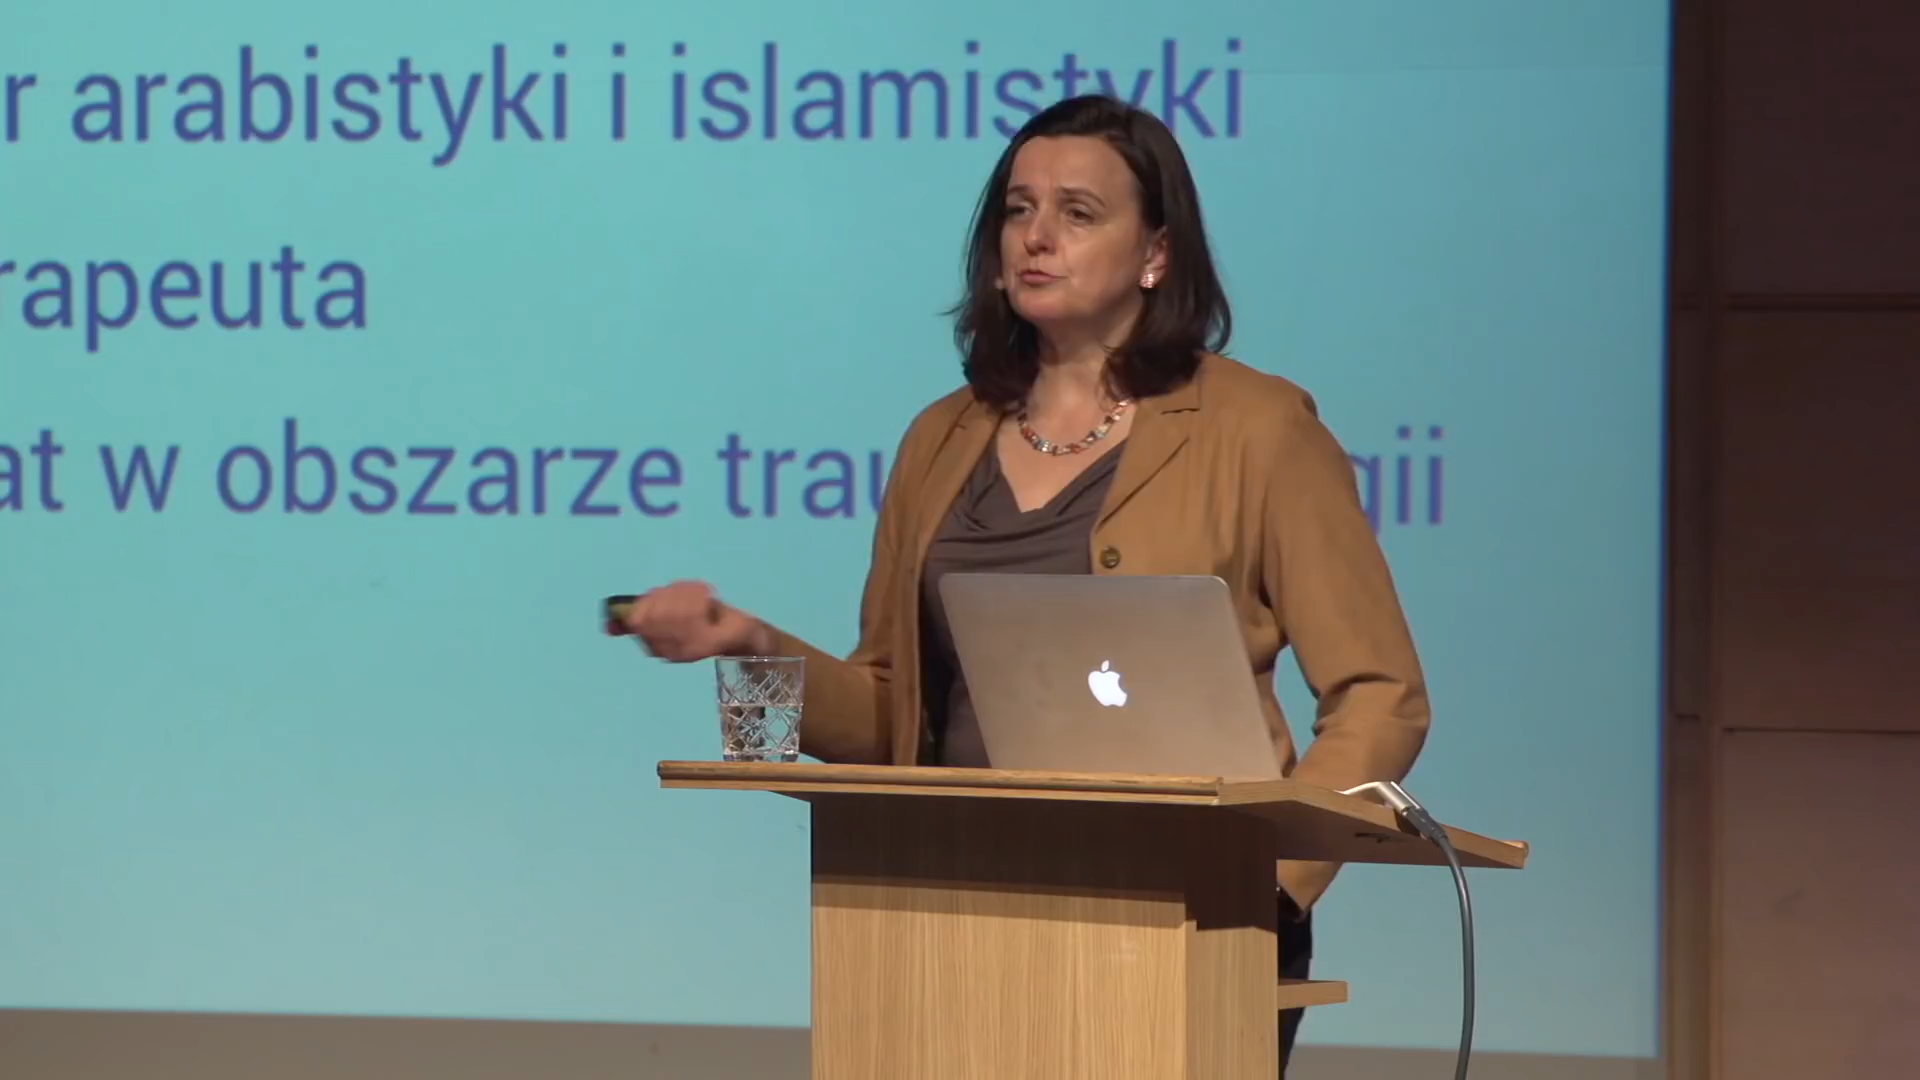 r arabistyki i islamistyki
rapeuta
at w obszarze trau gii